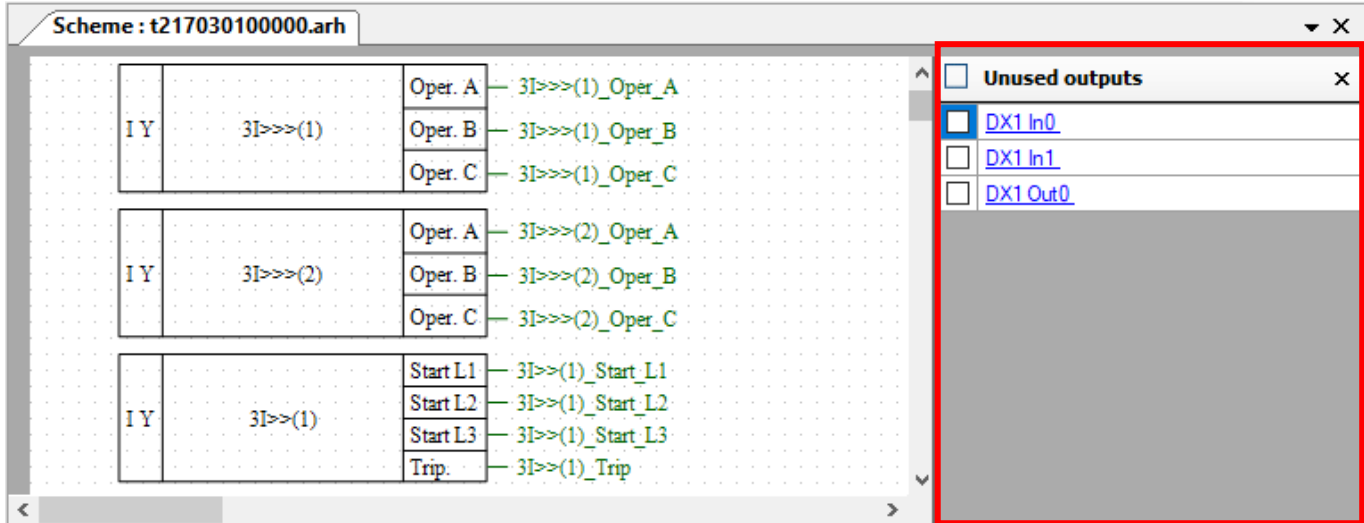 Scheme : t217030100000.arh
I Y 3I>>>(1) Oper. A 3I>>>(1)_Oper_A
Oper. B 3I>>>(1)_Oper_B
Oper. C 3I>>>(1)_Oper_C
I Y 3I>>>(2) Oper. A 3I>>>(2)_Oper_A
Oper. B 3I>>>(2)_Oper_B
Oper. C 3I>>>(2)_Oper_C
I Y 3I>>(1) Start L1 3I>>(1)_Start_L1
Start L2 3I>>(1)_Start_L2
Start L3 3I>>(1)_Start_L3
Trip. 3I>>(1)_Trip
Unused outputs
DX1 In0
DX1 In1
DX1 Out0